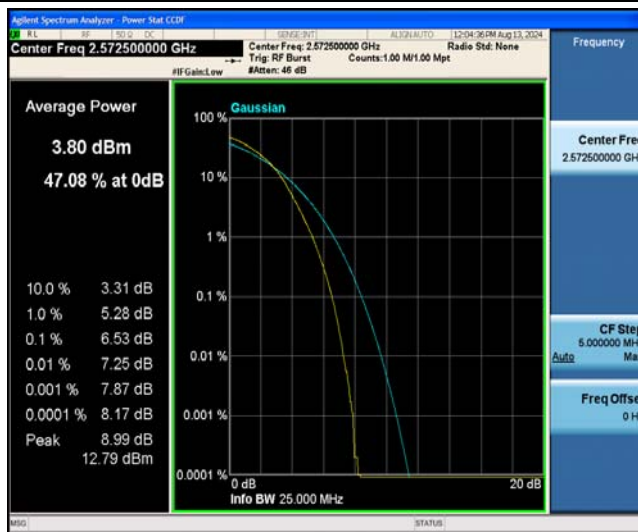 Agilent Spectrum Analyzer - Power Stat CCDF
RL RF 50 Ω DC SENSE:INT ALIGN AUTO 12:04:36 PM Aug 13, 2024
Center Freq 2.572500000 GHz
Center Freq: 2.572500000 GHz Radio Std: None
Trig: RF Burst Counts:1.00 M/1.00 Mpt
#IFGain:Low #Atten: 46 dB
Frequency
Average Power
3.80 dBm
47.08 % at 0dB
10.0 % 3.31 dB
1.0 % 5.28 dB
0.1 % 6.53 dB
0.01 % 7.25 dB
0.001 % 7.87 dB
0.0001 % 8.17 dB
Peak 8.99 dB
12.79 dBm
Gaussian
100 %
10 %
1 %
0.1 %
0.01 %
0.001 %
0.0001 %
0 dB 20 dB
Info BW 25.000 MHz
Center Fre
2.572500000 GH
CF Ste
5.000000 MH
Auto Ma
Freq Offse
0 H
MSG STATUS